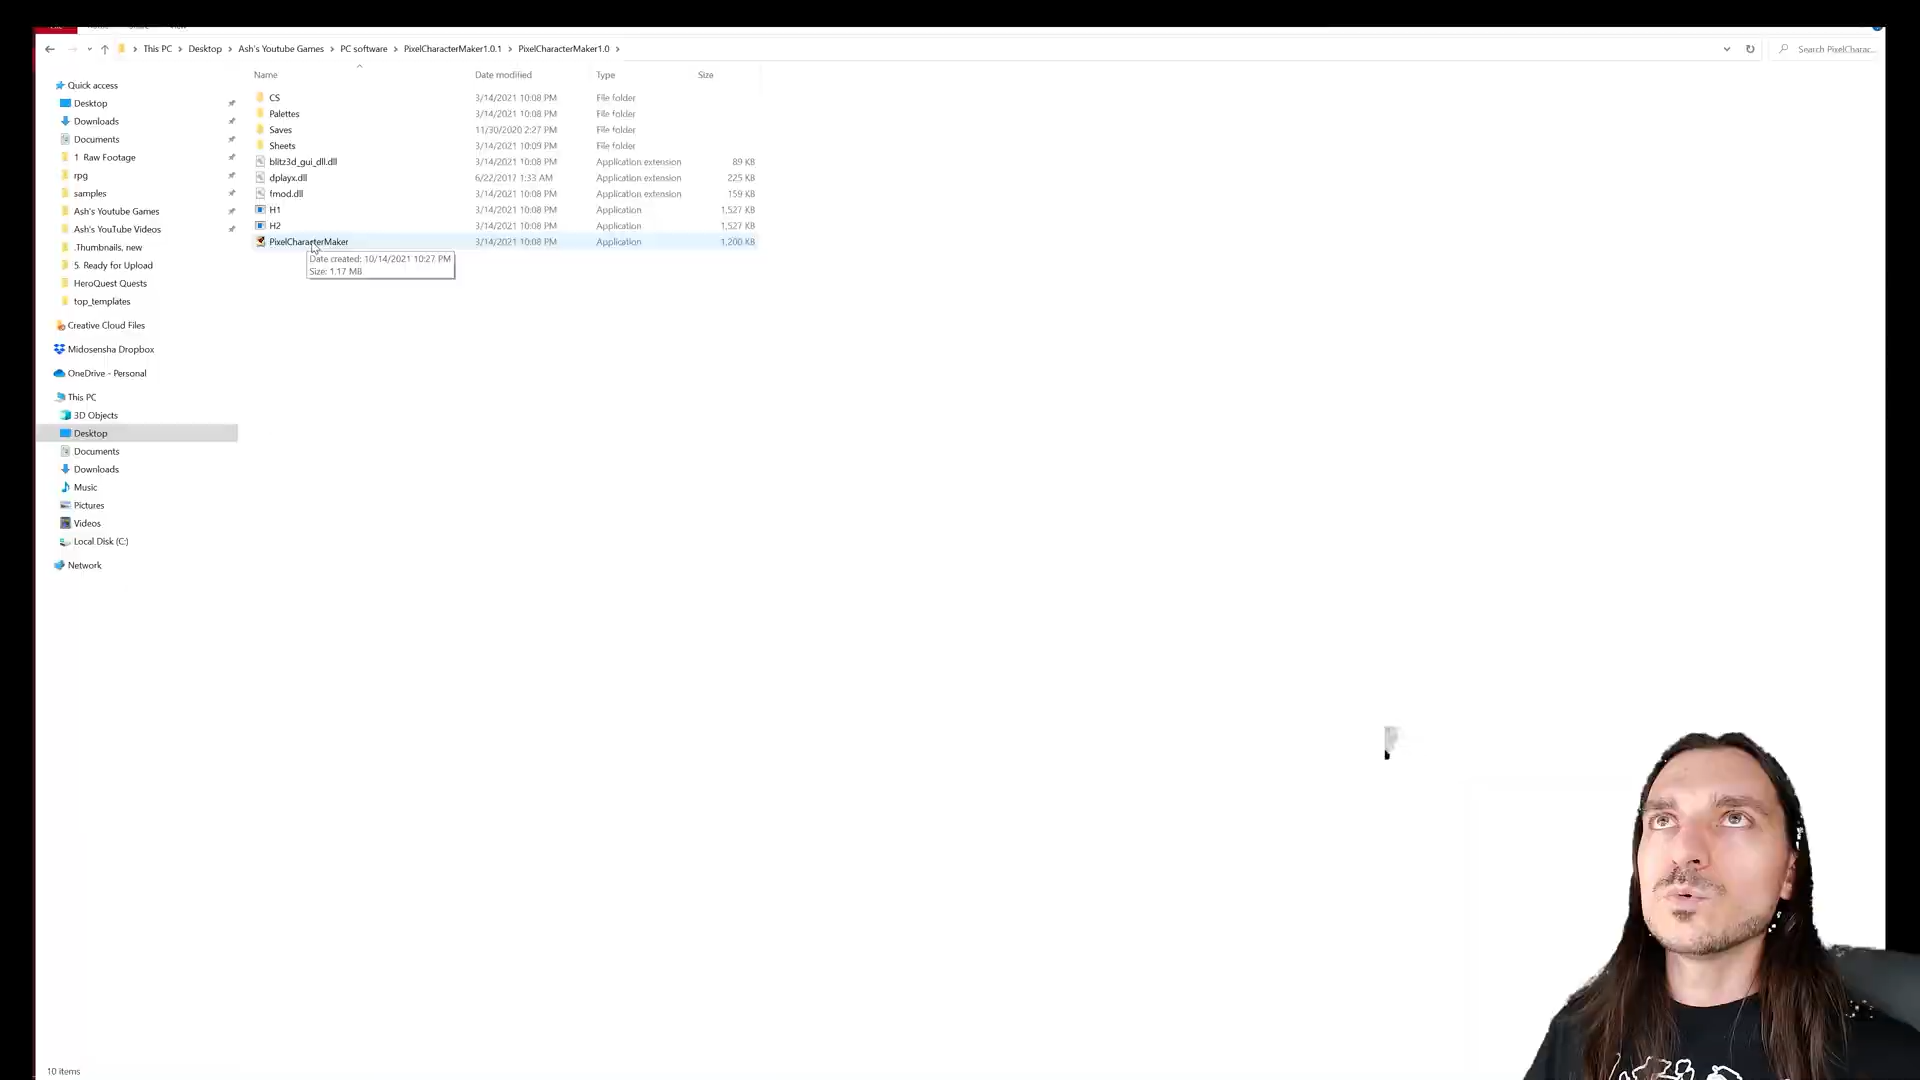 This PC > Desktop > Ash's Youtube Games > PC software > PixelCharacterMaker1.0.1 > PixelCharacterMaker1.0 >
Search PixelCharac...
Name Date modified Type Size
Quick access
Desktop
Downloads
Documents
1 Raw Footage
rpg
samples
Ash's Youtube Games
Ash's YouTube Videos
.Thumbnails, new
5. Ready for Upload
HeroQuest Quests
top_templates
Creative Cloud Files
Midosensha Dropbox
OneDrive - Personal
This PC
3D Objects
Desktop
Documents
Downloads
Music
Pictures
Videos
Local Disk (C:)
Network
CS 3/14/2021 10:08 PM File folder
Palettes 3/14/2021 10:08 PM File folder
Saves 11/30/2020 2:27 PM File folder
Sheets 3/14/2021 10:09 PM File folder
blitz3d_gui_dll.dll 3/14/2021 10:08 PM Application extension 89 KB
dplayx.dll 6/22/2017 1:33 AM Application extension 225 KB
fmod.dll 3/14/2021 10:08 PM Application extension 159 KB
H1 3/14/2021 10:08 PM Application 1,527 KB
H2 3/14/2021 10:08 PM Application 1,527 KB
PixelCharacterMaker 3/14/2021 10:08 PM Application 1,200 KB
Date created: 10/14/2021 10:27 PM
Size: 1.17 MB
10 items